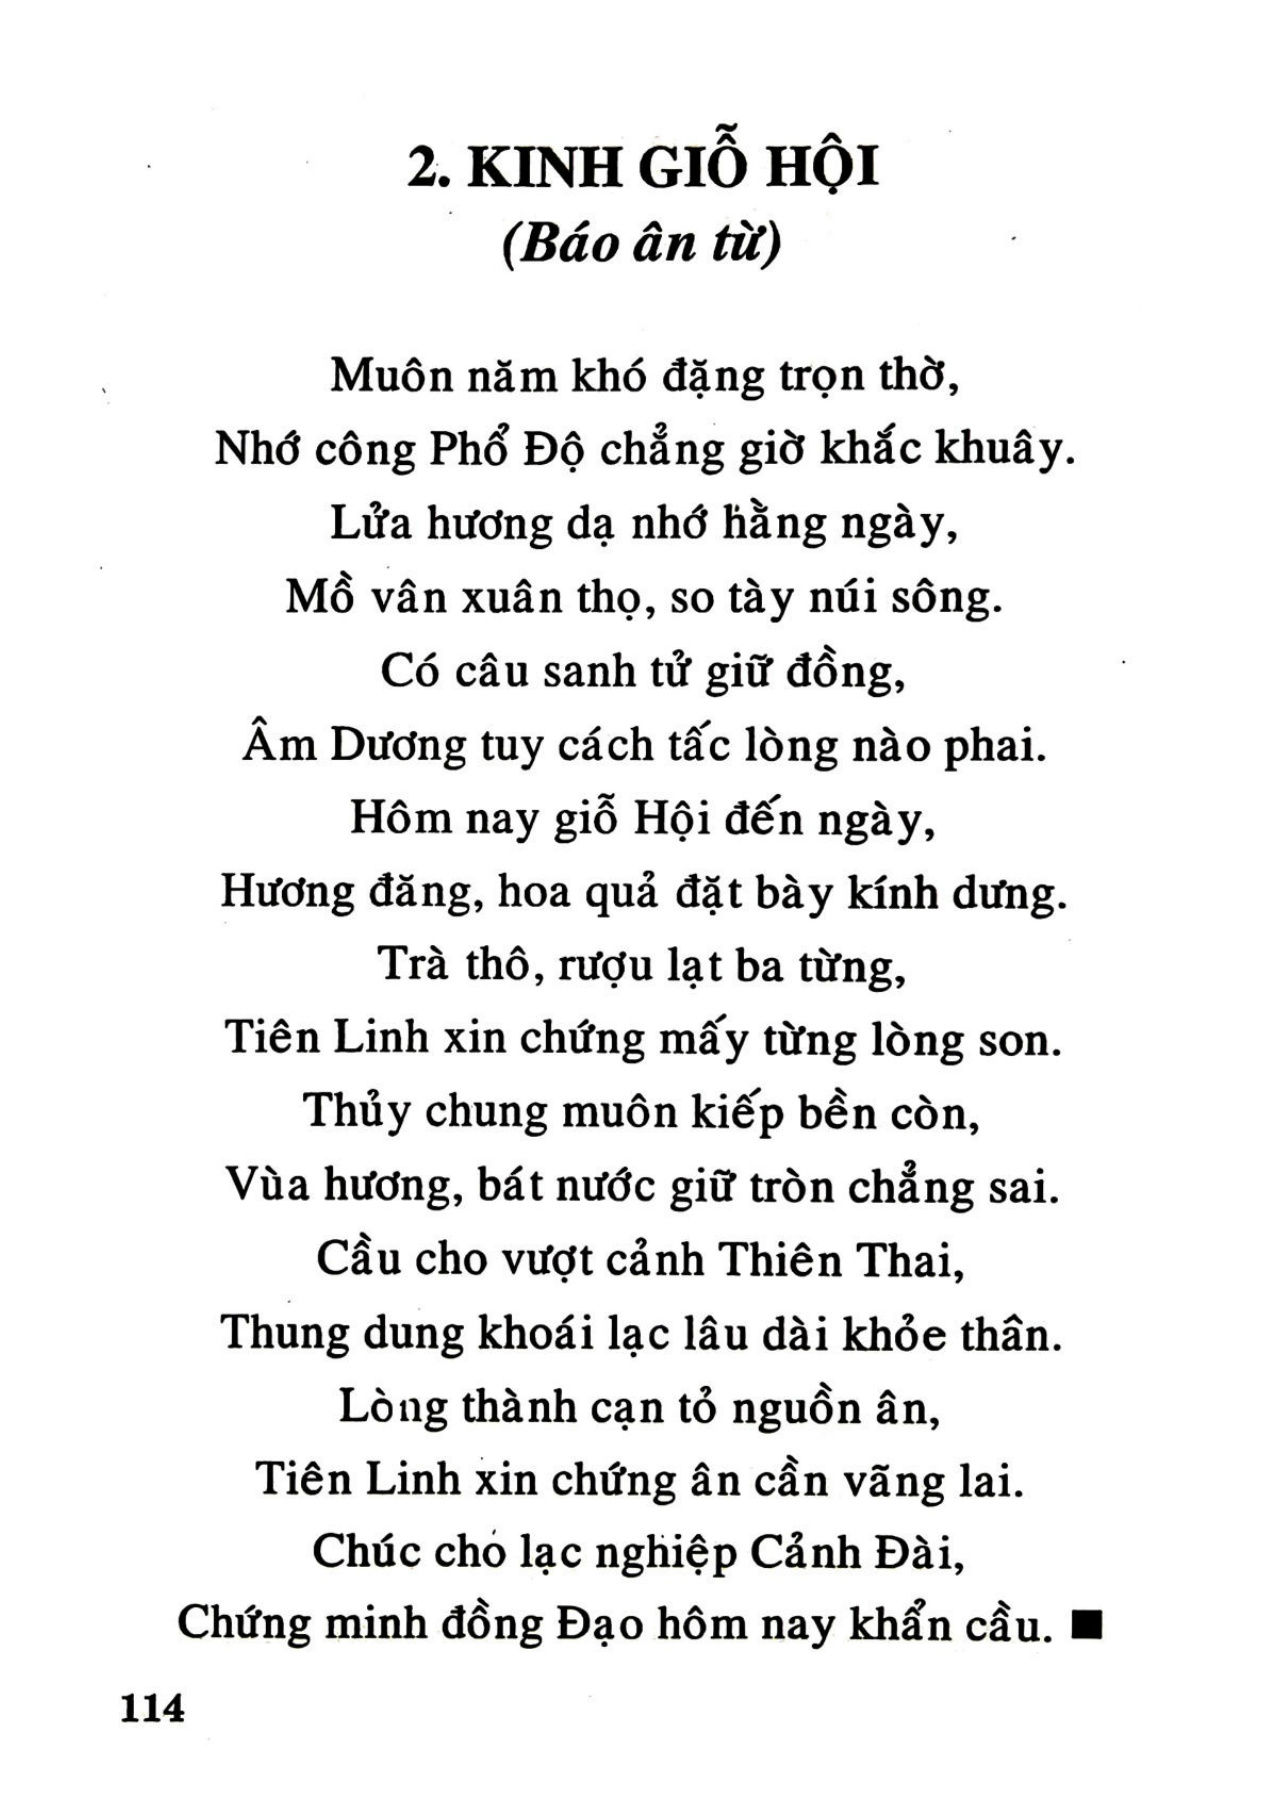 2. KINH GIỖ HỘI
(Báo ân từ)
Muôn năm khó đặng trọn thờ,
Nhớ công Phổ Độ chẳng giờ khắc khuây.
Lửa hương dạ nhớ hằng ngày,
Mồ vân xuân thọ, so tày núi sông.
Có câu sanh tử giữ đồng,
Âm Dương tuy cách tấc lòng nào phai.
Hôm nay giỗ Hội đến ngày,
Hương đăng, hoa quả đặt bày kính dưng.
Trà thô, rượu lạt ba từng,
Tiên Linh xin chứng mấy từng lòng son.
Thủy chung muôn kiếp bền còn,
Vùa hương, bát nước giữ tròn chẳng sai.
Cầu cho vượt cảnh Thiên Thai,
Thung dung khoái lạc lâu dài khỏe thân.
Lòng thành cạn tỏ nguồn ân,
Tiên Linh xin chứng ân cần vãng lai.
Chúc cho lạc nghiệp Cảnh Đài,
Chứng minh đồng Đạo hôm nay khẩn cầu. ■
114